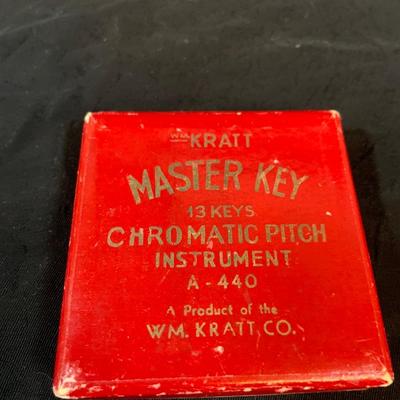 WM. KRATT
MASTER KEY
13 KEYS
CHROMATIC PITCH
INSTRUMENT
A-440
A Product of the
WM. KRATT CO.